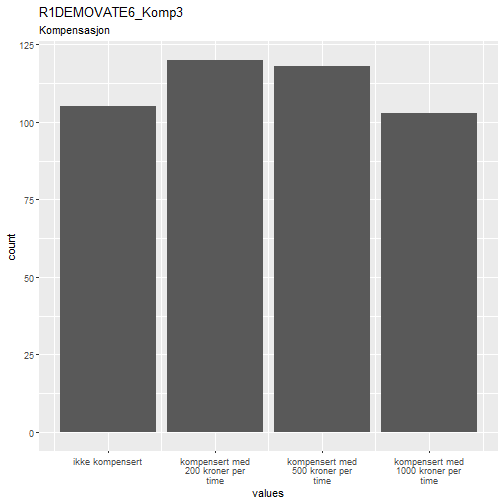 R1DEMOVATE6_Komp3
Kompensasjon
125
100
75
50
25
0
count
ikke kompensert
kompensert med
200 kroner per
time
kompensert med
500 kroner per
time
kompensert med
1000 kroner per
time
values